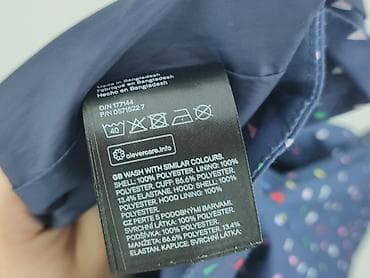 Made in Bangladesh
Fabriqué en Bangladesh
Hecho en Bangladesh
O/N 177144
P/N 0571522 7
40
clevercare.info
GB WASH WITH SIMILAR COLOURS.
SHELL: 100% POLYESTER. LINING: 100%
POLYESTER. CUFF: 86.6% POLYESTER.
13.4% ELASTANE. HOOD: SHELL: 100%
POLYESTER. HOOD LINING: 100%
POLYESTER.
CZ PERTE S PODOBNÝMI BARVAMI.
SVRCHNÍ LÁTKA: 100% POLYESTER.
PODŠÍVKA: 100% POLYESTER.
MANŽETA: 86.6% POLYESTER. 13.4%
ELASTAN. KAPUCE: SVRCHNÍ LÁTKA: